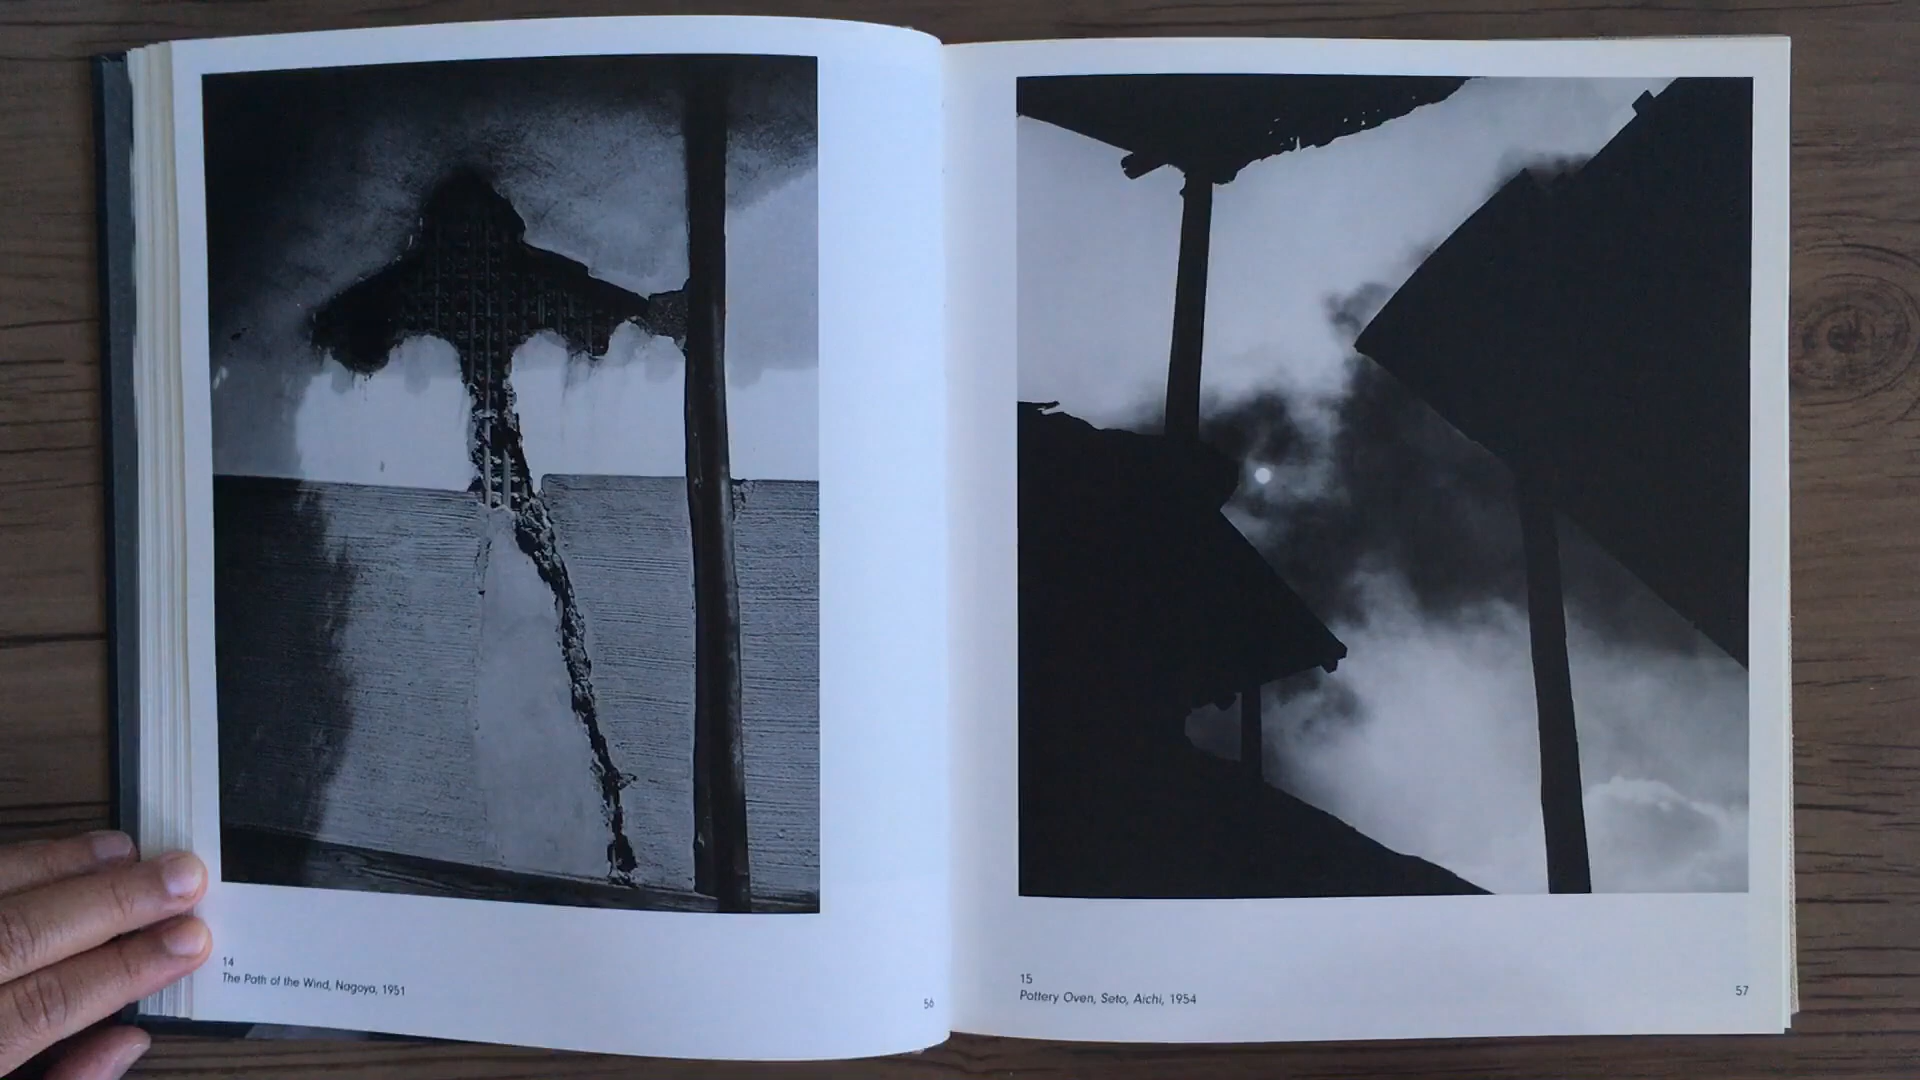 14
The Path of the Wind, Nagoya, 1951
56
15
Pottery Oven, Seto, Aichi, 1954
57